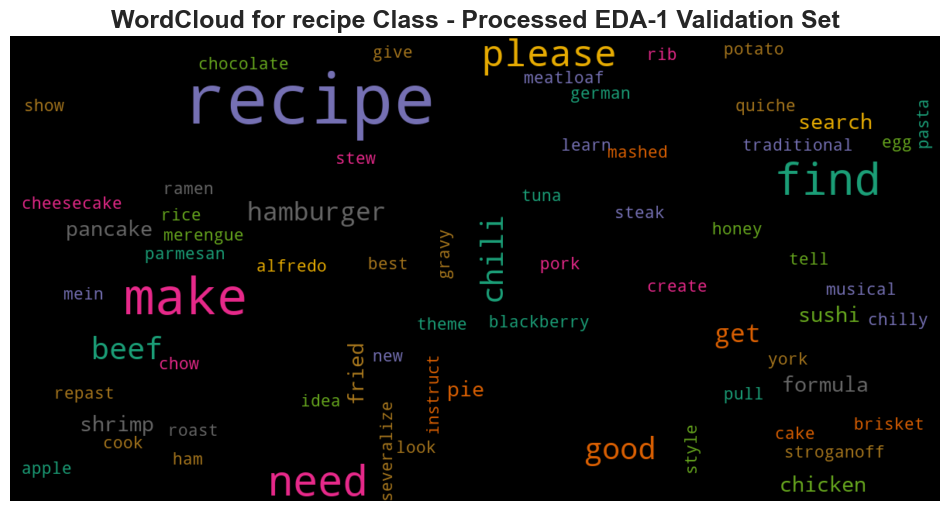 WordCloud for recipe Class - Processed EDA-1 Validation Set
chocolate
give
please
rib
potato
recipe
meatloaf
german
show
quiche
search
pasta
stew
learn
mashed
traditional
egg
find
ramen
tuna
cheesecake
rice
hamburger
steak
pancake
merengue
honey
parmesan
gravy
chili
alfredo
best
pork
tell
mein
make
create
musical
theme
blackberry
sushi
chilly
get
beef
chow
new
york
fried
instruct
pie
formula
repast
idea
pull
shrimp
roast
severalize
cake
brisket
cook
look
good
style
stroganoff
ham
apple
need
chicken